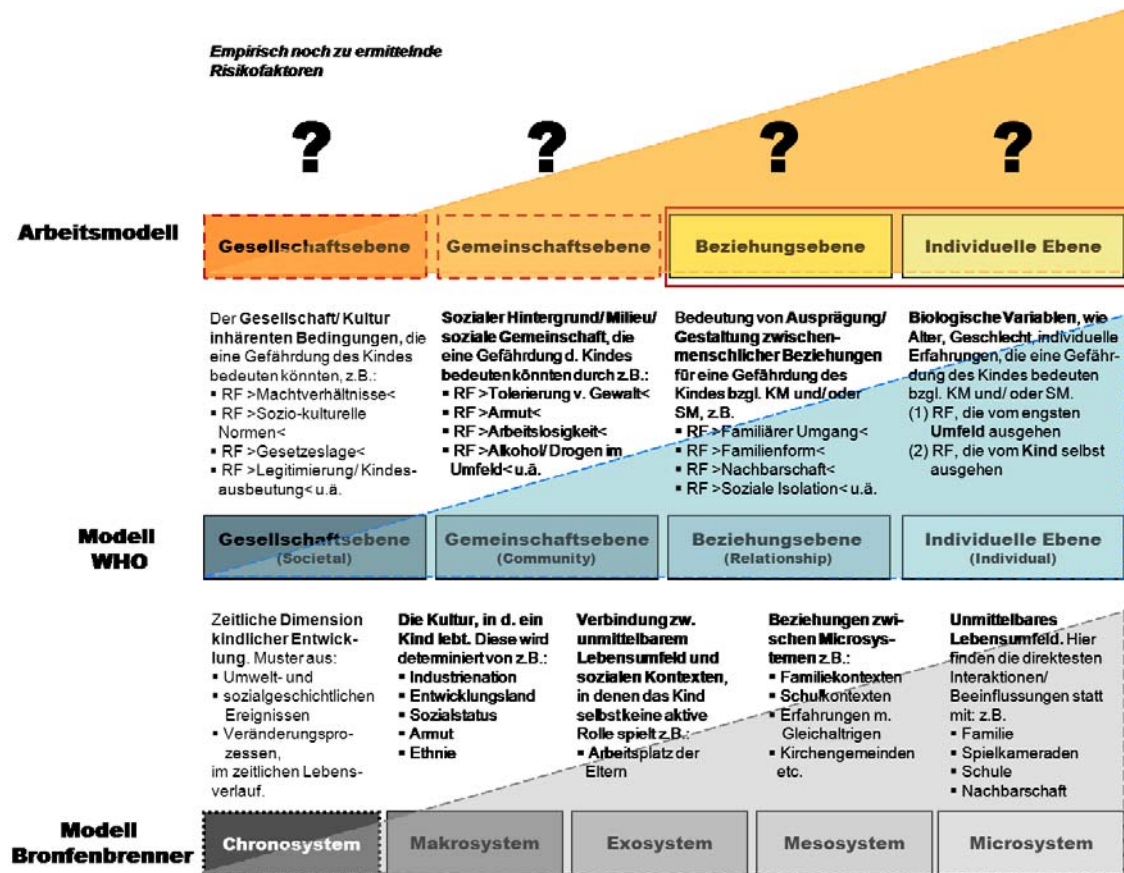 Empirisch noch zu ermittelnde
Risikofaktoren
? ? ? ?
Arbeitsmodell
Gesellschaftsebene
Gemeinschaftsebene
Beziehungsebene
Individuelle Ebene
Der Gesellschaft/ Kultur
inhärenten Bedingungen, die
eine Gefährdung des Kindes
bedeuten könnten, z.B.:
▪ RF >Machtverhältnisse<
▪ RF >Sozio-kulturelle
Normen<
▪ RF >Gesetzeslage<
▪ RF >Legitimierung/ Kindes-
ausbeutung< u.ä.
Sozialer Hintergrund/ Milieu/
soziale Gemeinschaft, die
eine Gefährdung d. Kindes
bedeuten könnten durch z.B.:
▪ RF >Tolerierung v. Gewalt<
▪ RF >Armut<
▪ RF >Arbeitslosigkeit<
▪ RF >Alkohol/ Drogen im
Umfeld< u.ä.
Bedeutung von Ausprägung/
Gestaltung zwischen-
menschlicher Beziehungen
für eine Gefährdung des
Kindes bzgl. KM und/ oder
SM, z.B.
▪ RF >Familiärer Umgang<
▪ RF >Familienform<
▪ RF >Nachbarschaft<
▪ RF >Soziale Isolation< u.ä.
Biologische Variablen, wie
Alter, Geschlecht, individuelle
Erfahrungen, die eine Gefähr-
dung des Kindes bedeuten
bzgl. KM und/ oder SM.
(1) RF, die vom engsten
Umfeld ausgehen
(2) RF, die vom Kind selbst
ausgehen
Modell
WHO
Gesellschaftsebene
(Societal)
Gemeinschaftsebene
(Community)
Beziehungsebene
(Relationship)
Individuelle Ebene
(Individual)
Zeitliche Dimension
kindlicher Entwick-
lung. Muster aus:
▪ Umwelt- und
▪ sozialgeschichtlichen
Ereignissen
▪ Veränderungspro-
zessen,
im zeitlichen Lebens-
verlauf.
Die Kultur, in d. ein
Kind lebt. Diese wird
determiniert von z.B.:
▪ Industrienation
▪ Entwicklungsland
▪ Sozialstatus
▪ Armut
▪ Ethnie
Verbindung zw.
unmittelbarem
Lebensumfeld und
sozialen Kontexten,
in denen das Kind
selbst keine aktive
Rolle spielt z.B.:
▪ Arbeitsplatz der
Eltern
Beziehungen zwi-
schen Microsys-
temen z.B.:
▪ Familiekontexten
▪ Schulkontexten
▪ Erfahrungen m.
Gleichaltrigen
▪ Kirchengemeinden
etc.
Unmittelbares
Lebensumfeld. Hier
finden die direktesten
Interaktionen/
Beeinflussungen statt
mit: z.B.
▪ Familie
▪ Spielkameraden
▪ Schule
▪ Nachbarschaft
Modell
Bronfenbrenner
Chronosystem
Makrosystem
Exosystem
Mesosystem
Microsystem